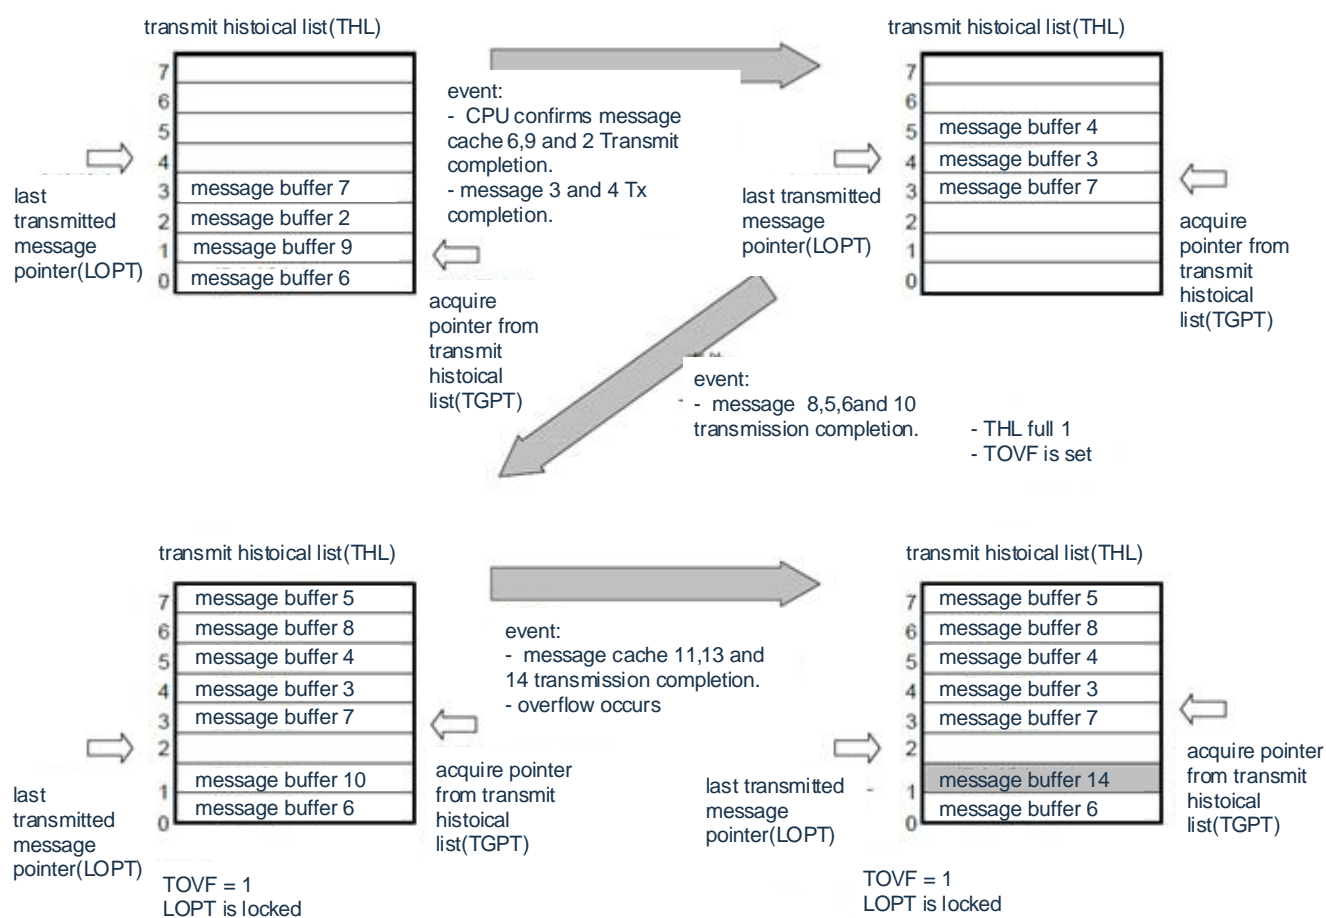 transmit histoical list(THL)
7
6
5
4
3
2
1
0
message buffer 7
message buffer 2
message buffer 9
message buffer 6
last
transmitted
message
pointer(LOPT)
acquire
pointer from
transmit
histoical
list(TGPT)
event:
- CPU confirms message
cache 6,9 and 2 Transmit
completion.
- message 3 and 4 Tx
completion.
transmit histoical list(THL)
7
6
5
4
3
2
1
0
message buffer 4
message buffer 3
message buffer 7
last transmitted
message
pointer(LOPT)
acquire
pointer from
transmit
histoical
list(TGPT)
event:
- message 8,5,6and 10
transmission completion.
- THL full 1
- TOVF is set
transmit histoical list(THL)
7
6
5
4
3
2
1
0
message buffer 5
message buffer 8
message buffer 4
message buffer 3
message buffer 7
message buffer 10
message buffer 6
last
transmitted
message
pointer(LOPT)
acquire pointer
from transmit
histoical
list(TGPT)
TOVF = 1
LOPT is locked
event:
- message cache 11,13 and
14 transmission completion.
- overflow occurs
transmit histoical list(THL)
7
6
5
4
3
2
1
0
message buffer 5
message buffer 8
message buffer 4
message buffer 3
message buffer 7
message buffer 14
message buffer 6
last transmitted
message
pointer(LOPT)
acquire pointer
from transmit
histoical
list(TGPT)
TOVF = 1
LOPT is locked